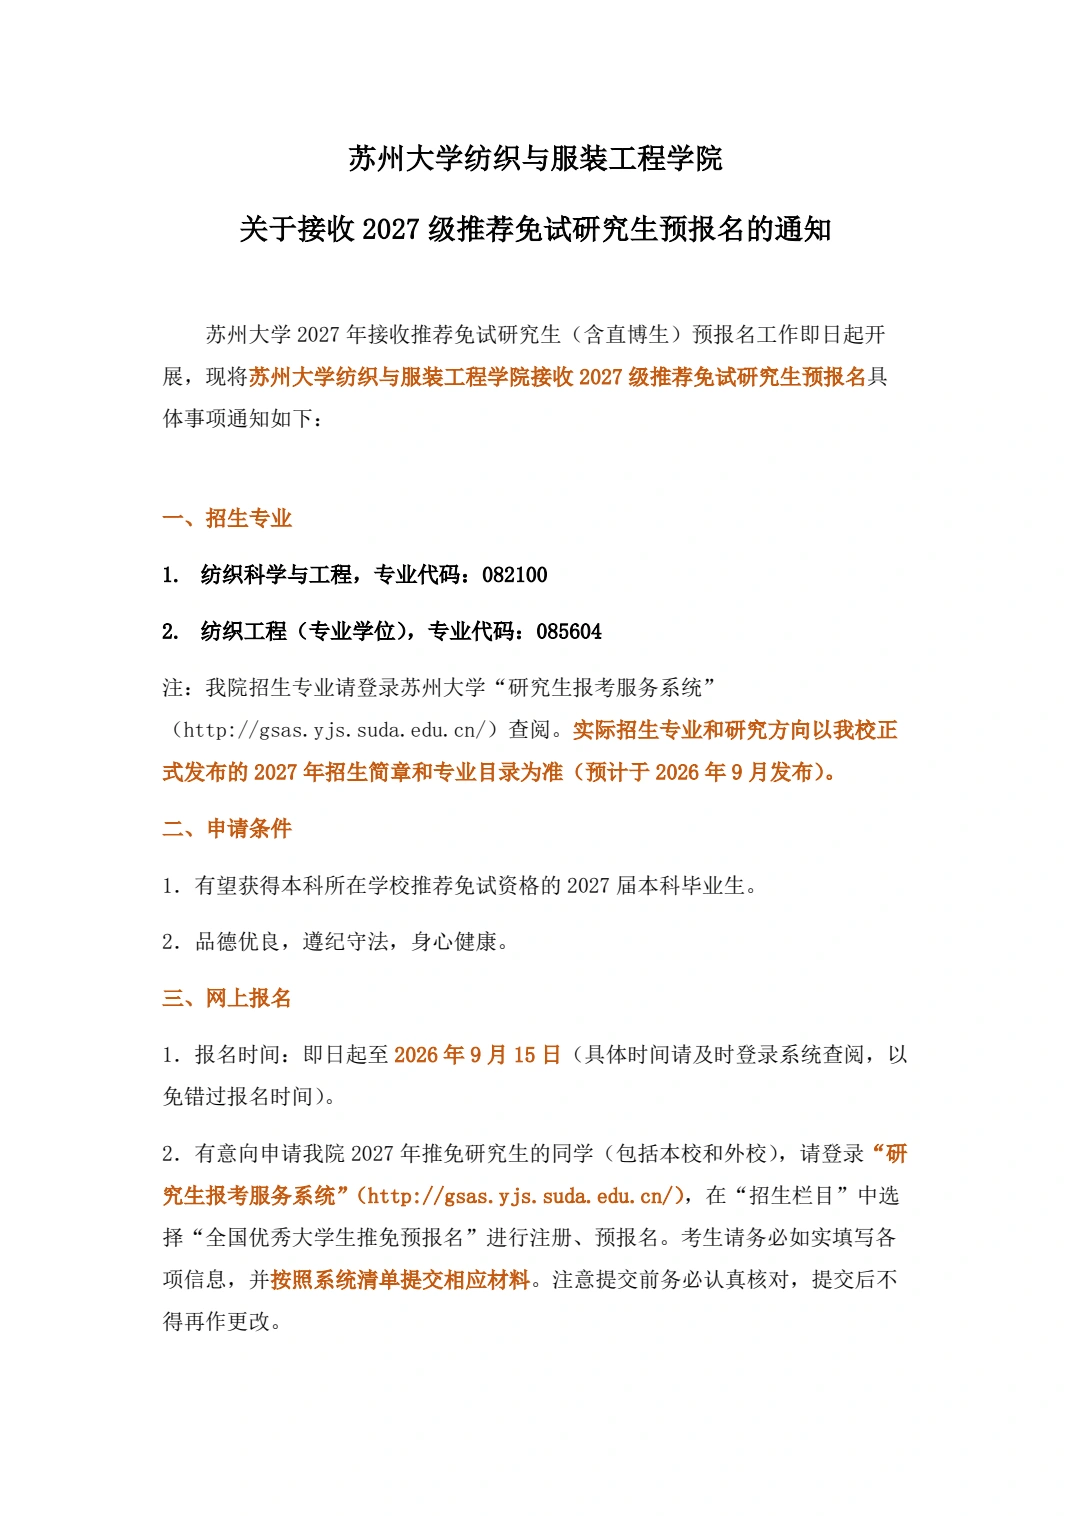 苏州大学纺织与服装工程学院
关于接收 2027 级推荐免试研究生预报名的通知
苏州大学 2027 年接收推荐免试研究生（含直博生）预报名工作即日起开
展，现将苏州大学纺织与服装工程学院接收 2027 级推荐免试研究生预报名具
体事项通知如下：
一、招生专业
1. 纺织科学与工程，专业代码：082100
2. 纺织工程（专业学位），专业代码：085604
注：我院招生专业请登录苏州大学“研究生报考服务系统”
（http://gsas.yjs.suda.edu.cn/）查阅。实际招生专业和研究方向以我校正
式发布的 2027 年招生简章和专业目录为准（预计于 2026 年 9 月发布）。
二、申请条件
1．有望获得本科所在学校推荐免试资格的 2027 届本科毕业生。
2．品德优良，遵纪守法，身心健康。
三、网上报名
1．报名时间：即日起至 2026 年 9 月 15 日（具体时间请及时登录系统查阅，以
免错过报名时间）。
2．有意向申请我院 2027 年推免研究生的同学（包括本校和外校），请登录“研
究生报考服务系统”（http://gsas.yjs.suda.edu.cn/），在“招生栏目”中选
择“全国优秀大学生推免预报名”进行注册、预报名。考生请务必如实填写各
项信息，并按照系统清单提交相应材料。注意提交前务必认真核对，提交后不
得再作更改。